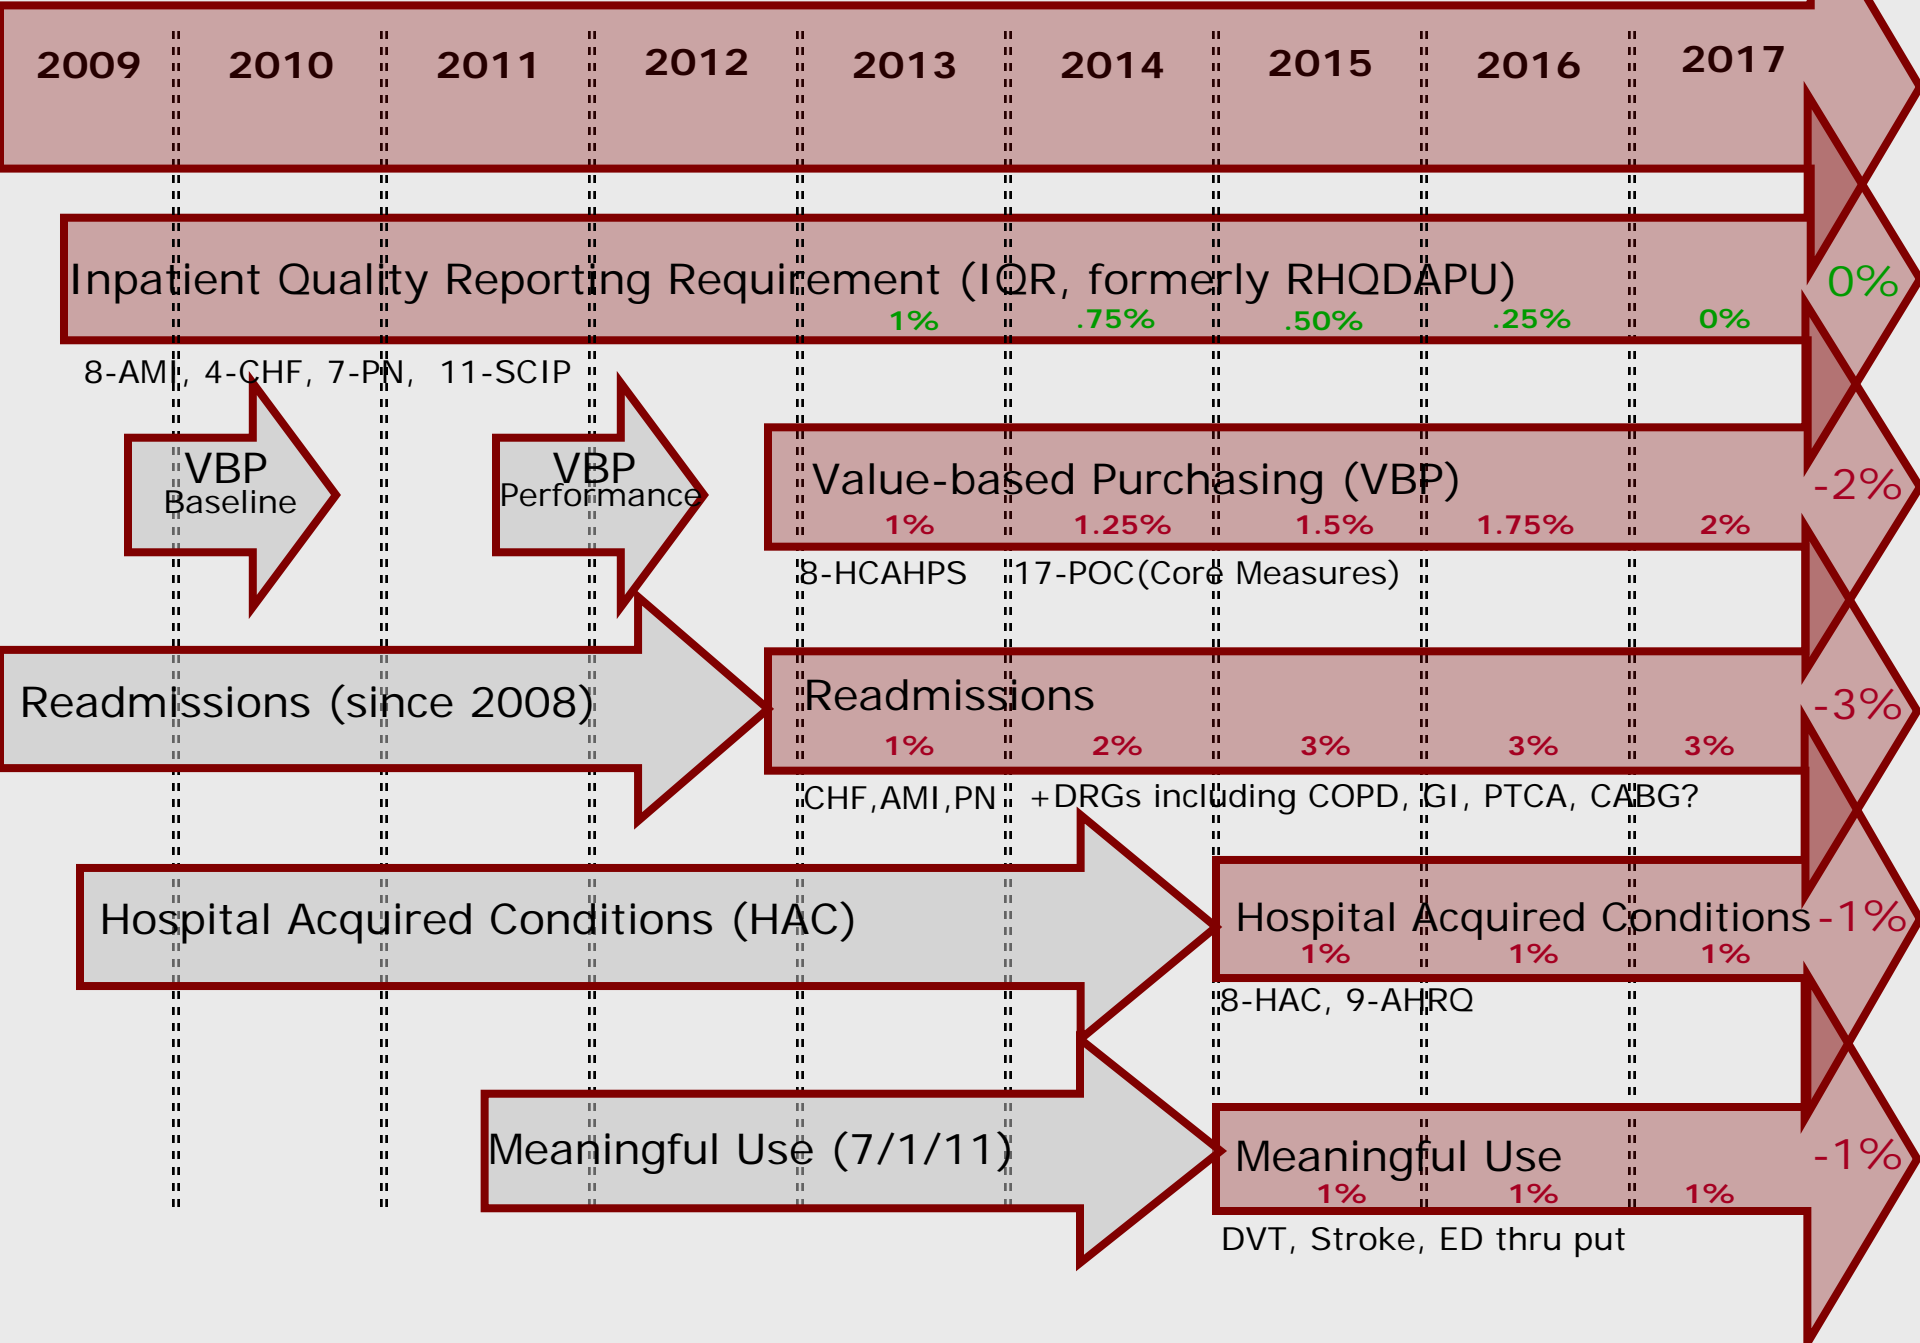 2009 2010 2011 2012 2013 2014 2015 2016 2017
Inpatient Quality Reporting Requirement (IQR, formerly RHQDAPU)
0%
1% .75% .50% .25% 0%
8-AMI, 4-CHF, 7-PN, 11-SCIP
VBP
Baseline
VBP
Performance
Value-based Purchasing (VBP)
-2%
1% 1.25% 1.5% 1.75% 2%
8-HCAHPS 17-POC(Core Measures)
Readmissions (since 2008)
Readmissions
-3%
1% 2% 3% 3% 3%
CHF,AMI,PN +DRGs including COPD, GI, PTCA, CABG?
Hospital Acquired Conditions (HAC)
Hospital Acquired Conditions
-1%
1% 1% 1%
8-HAC, 9-AHRQ
Meaningful Use (7/1/11)
Meaningful Use
-1%
1% 1% 1%
DVT, Stroke, ED thru put